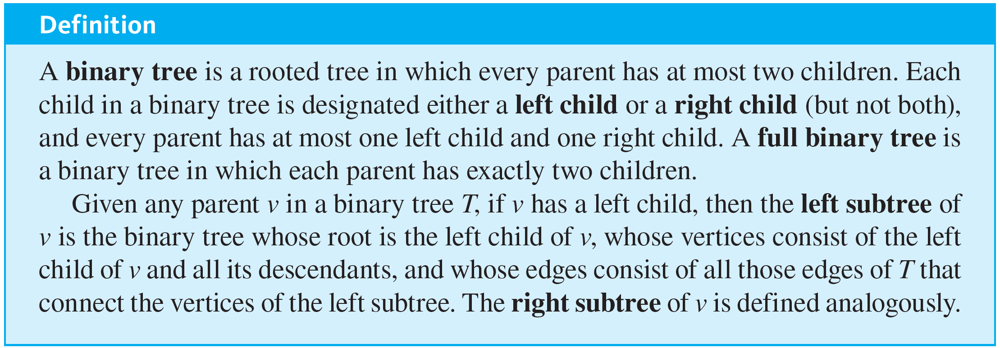 Definition
A binary tree is a rooted tree in which every parent has at most two children. Each
child in a binary tree is designated either a left child or a right child (but not both),
and every parent has at most one left child and one right child. A full binary tree is
a binary tree in which each parent has exactly two children.
Given any parent v in a binary tree T, if v has a left child, then the left subtree of
v is the binary tree whose root is the left child of v, whose vertices consist of the left
child of v and all its descendants, and whose edges consist of all those edges of T that
connect the vertices of the left subtree. The right subtree of v is defined analogously.